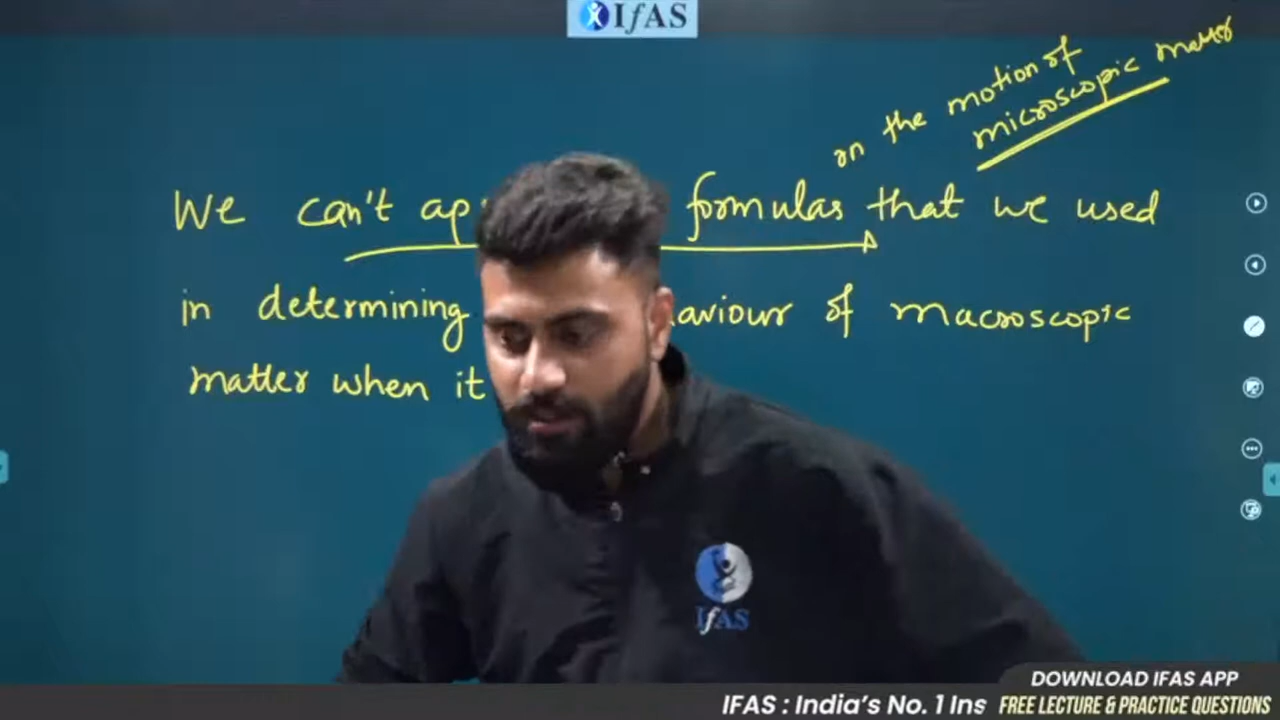 IfAS
on the motion of
microscopic matter
We can't ap formulas that we used
in determining aviour of macroscopic
matter when it
IfAS
DOWNLOAD IFAS APP
IFAS : India's No. 1 Ins
FREE LECTURE & PRACTICE QUESTIONS